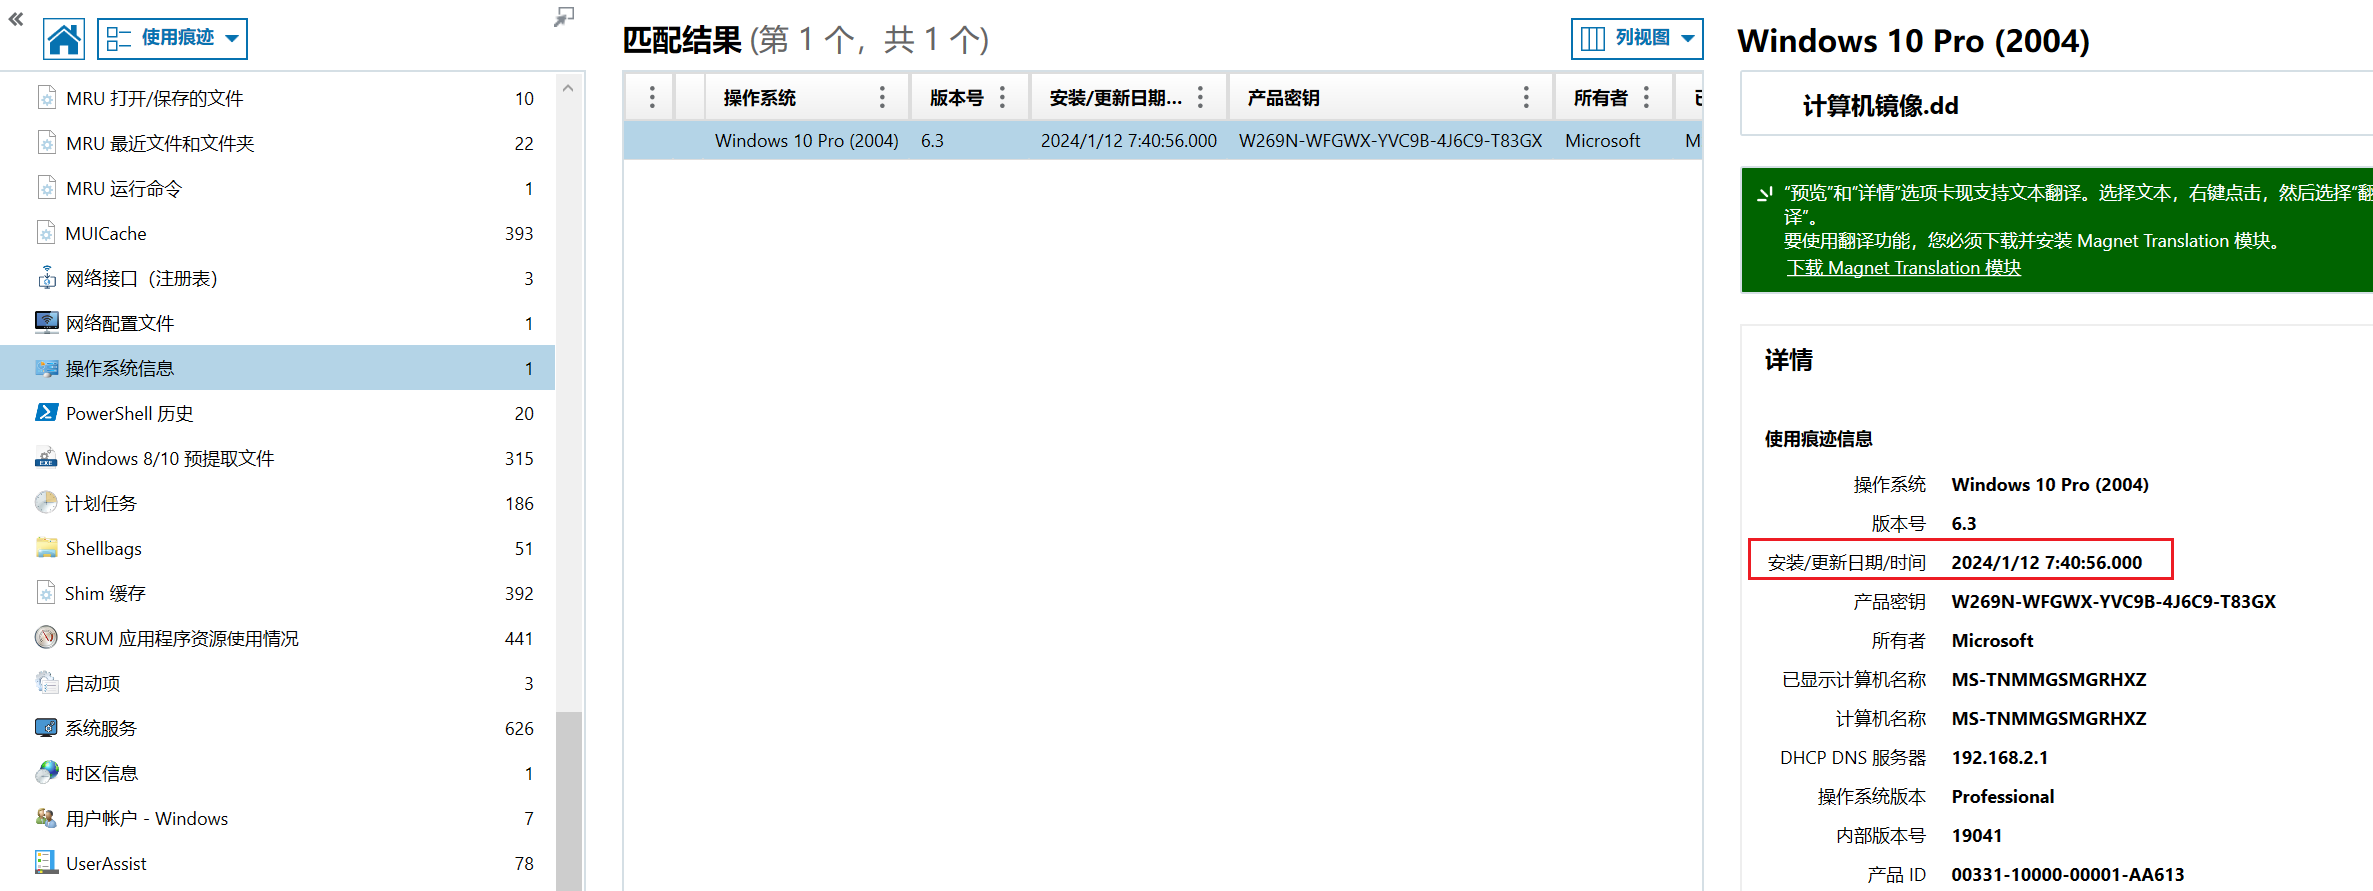 使用痕迹
MRU 打开/保存的文件 10
MRU 最近文件和文件夹 22
MRU 运行命令 1
MUICache 393
网络接口（注册表） 3
网络配置文件 1
操作系统信息 1
PowerShell 历史 20
Windows 8/10 预提取文件 315
计划任务 186
Shellbags 51
Shim 缓存 392
SRUM 应用程序资源使用情况 441
启动项 3
系统服务 626
时区信息 1
用户帐户 - Windows 7
UserAssist 78
匹配结果 (第 1 个，共 1 个)
列视图
操作系统 版本号 安装/更新日期... 产品密钥 所有者
Windows 10 Pro (2004) 6.3 2024/1/12 7:40:56.000 W269N-WFGWX-YVC9B-4J6C9-T83GX Microsoft M
Windows 10 Pro (2004)
计算机镜像.dd
“预览”和“详情”选项卡现支持文本翻译。选择文本，右键点击，然后选择“翻
译”。
要使用翻译功能，您必须下载并安装 Magnet Translation 模块。
下载 Magnet Translation 模块
详情
使用痕迹信息
操作系统 Windows 10 Pro (2004)
版本号 6.3
安装/更新日期/时间 2024/1/12 7:40:56.000
产品密钥 W269N-WFGWX-YVC9B-4J6C9-T83GX
所有者 Microsoft
已显示计算机名称 MS-TNMMGSMGRHXZ
计算机名称 MS-TNMMGSMGRHXZ
DHCP DNS 服务器 192.168.2.1
操作系统版本 Professional
内部版本号 19041
产品 ID 00331-10000-00001-AA613